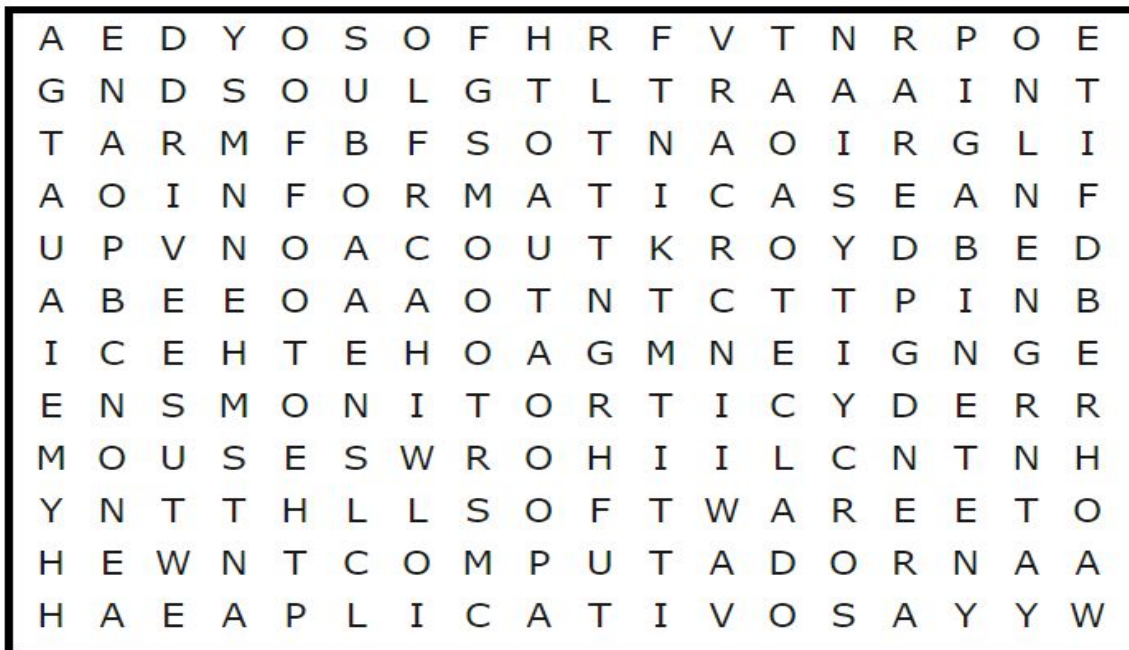 A E D Y O S O F H R F V T N R P O E
G N D S O U L G T L T R A A A I N T
T A R M F B F S O T N A O I R G L I
A O I N F O R M A T I C A S E A N F
U P V N O A C O U T K R O Y D B E D
A B E E O A A O T N T C T T P I N B
I C E H T E H O A G M N E I G N G E
E N S M O N I T O R T I C Y D E R R
M O U S E S W R O H I I L C N T N H
Y N T T H L L S O F T W A R E E T O
H E W N T C O M P U T A D O R N A A
H A E A P L I C A T I V O S A Y Y W